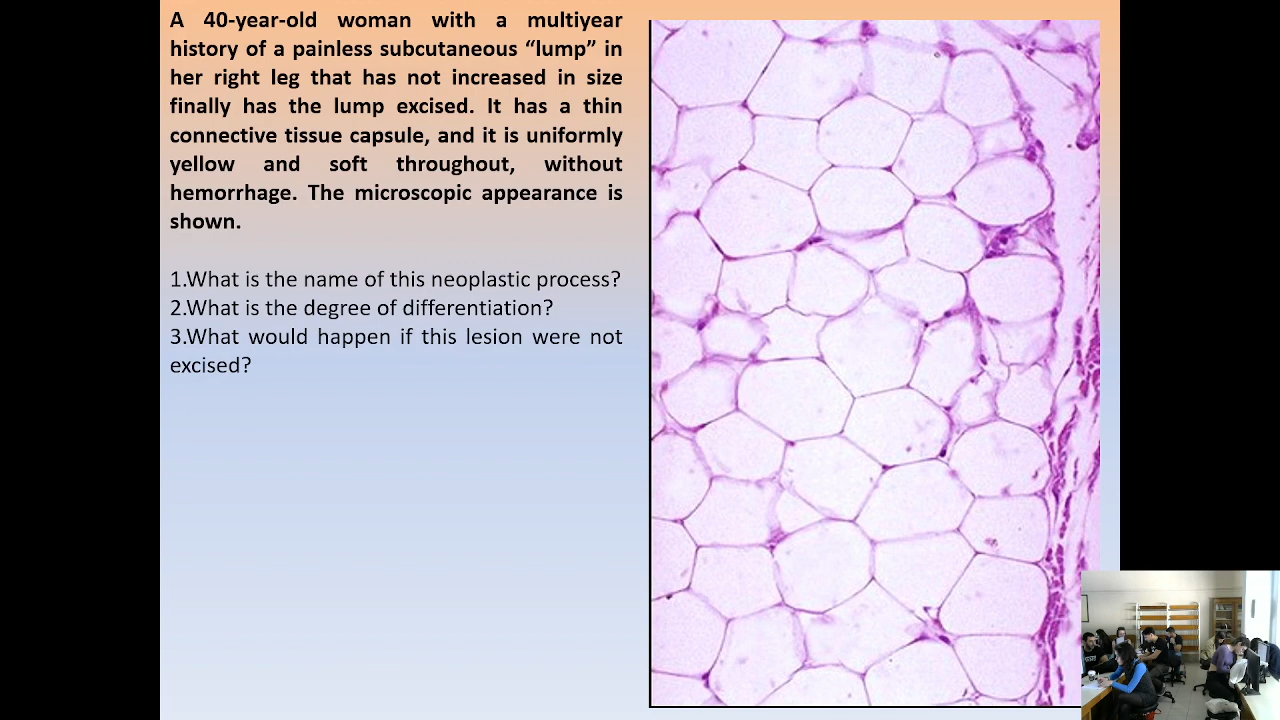 A 40-year-old woman with a multiyear
history of a painless subcutaneous “lump” in
her right leg that has not increased in size
finally has the lump excised. It has a thin
connective tissue capsule, and it is uniformly
yellow and soft throughout, without
hemorrhage. The microscopic appearance is
shown.
1.What is the name of this neoplastic process?
2.What is the degree of differentiation?
3.What would happen if this lesion were not
excised?